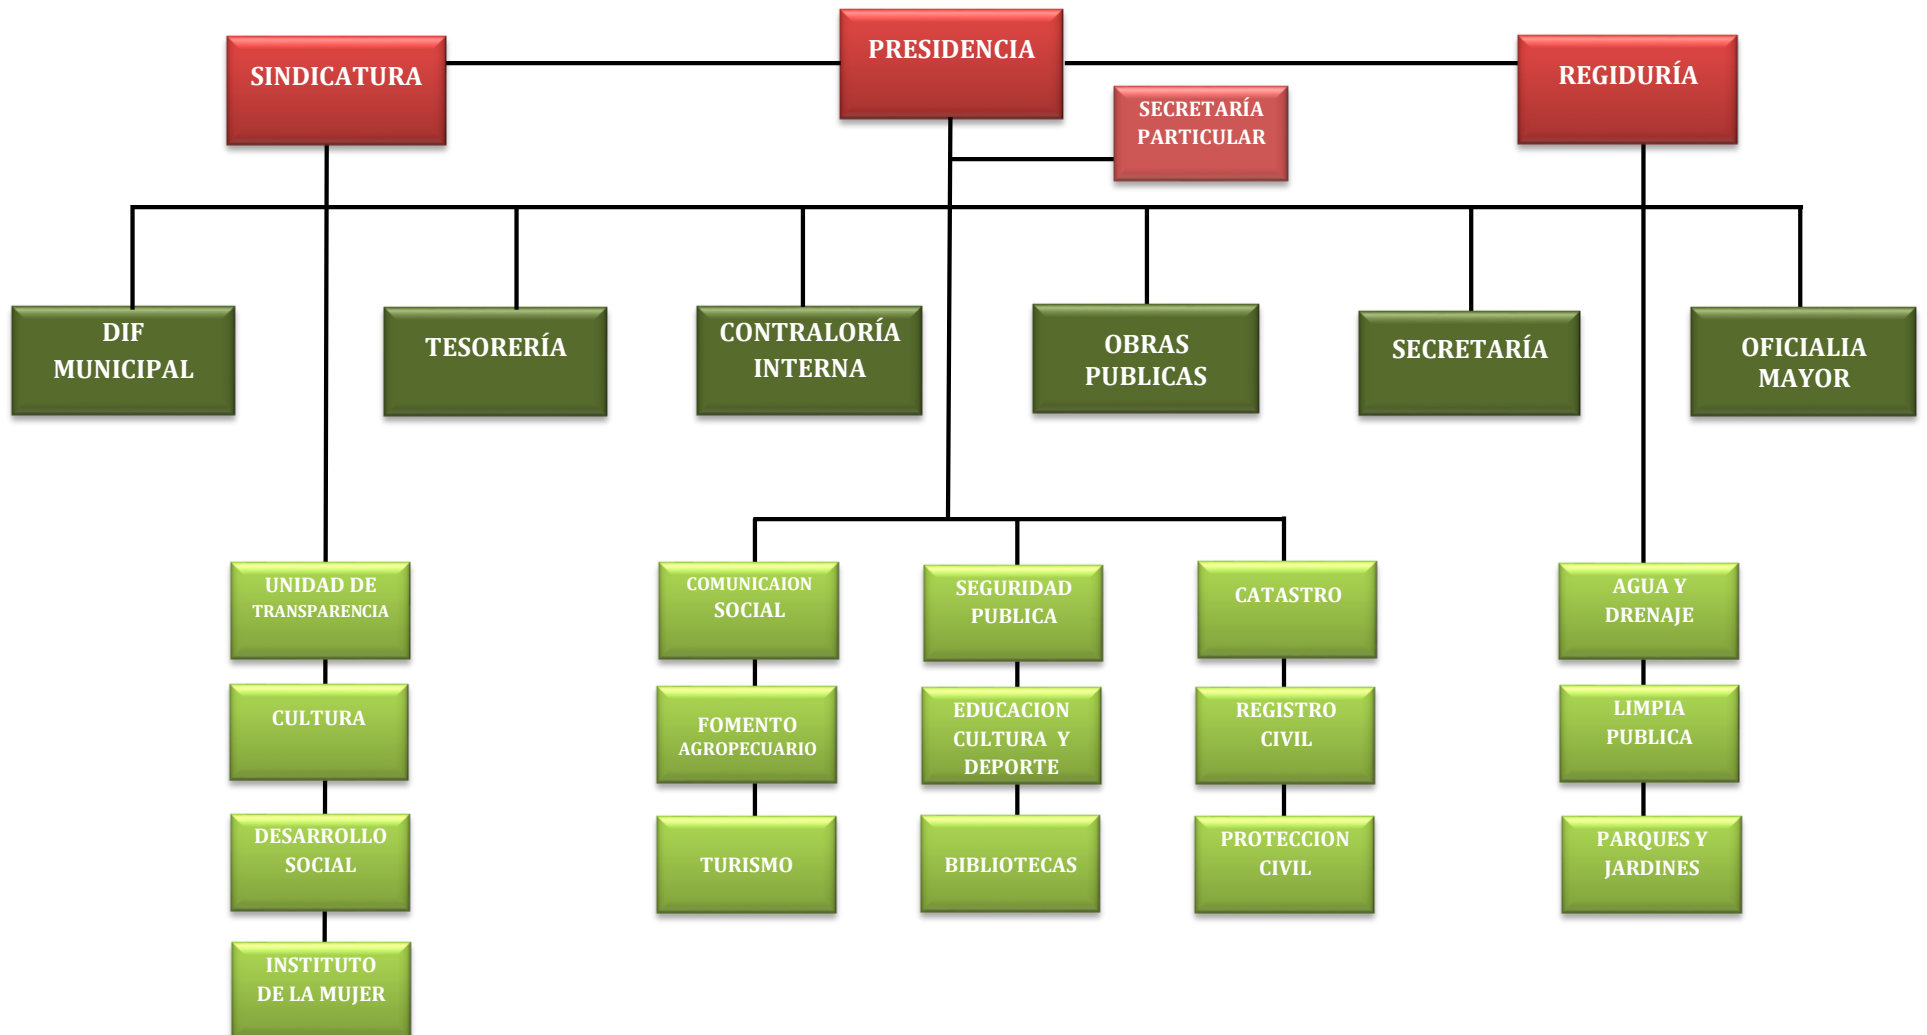 PRESIDENCIA
SINDICATURA
REGIDURÍA
SECRETARÍA
PARTICULAR
DIF
MUNICIPAL
TESORERÍA
CONTRALORÍA
INTERNA
OBRAS
PUBLICAS
SECRETARÍA
OFICIALIA
MAYOR
UNIDAD DE
TRANSPARENCIA
COMUNICAION
SOCIAL
SEGURIDAD
PUBLICA
CATASTRO
AGUA Y
DRENAJE
CULTURA
FOMENTO
AGROPECUARIO
EDUCACION
CULTURA Y
DEPORTE
REGISTRO
CIVIL
LIMPIA
PUBLICA
DESARROLLO
SOCIAL
TURISMO
BIBLIOTECAS
PROTECCION
CIVIL
PARQUES Y
JARDINES
INSTITUTO
DE LA MUJER